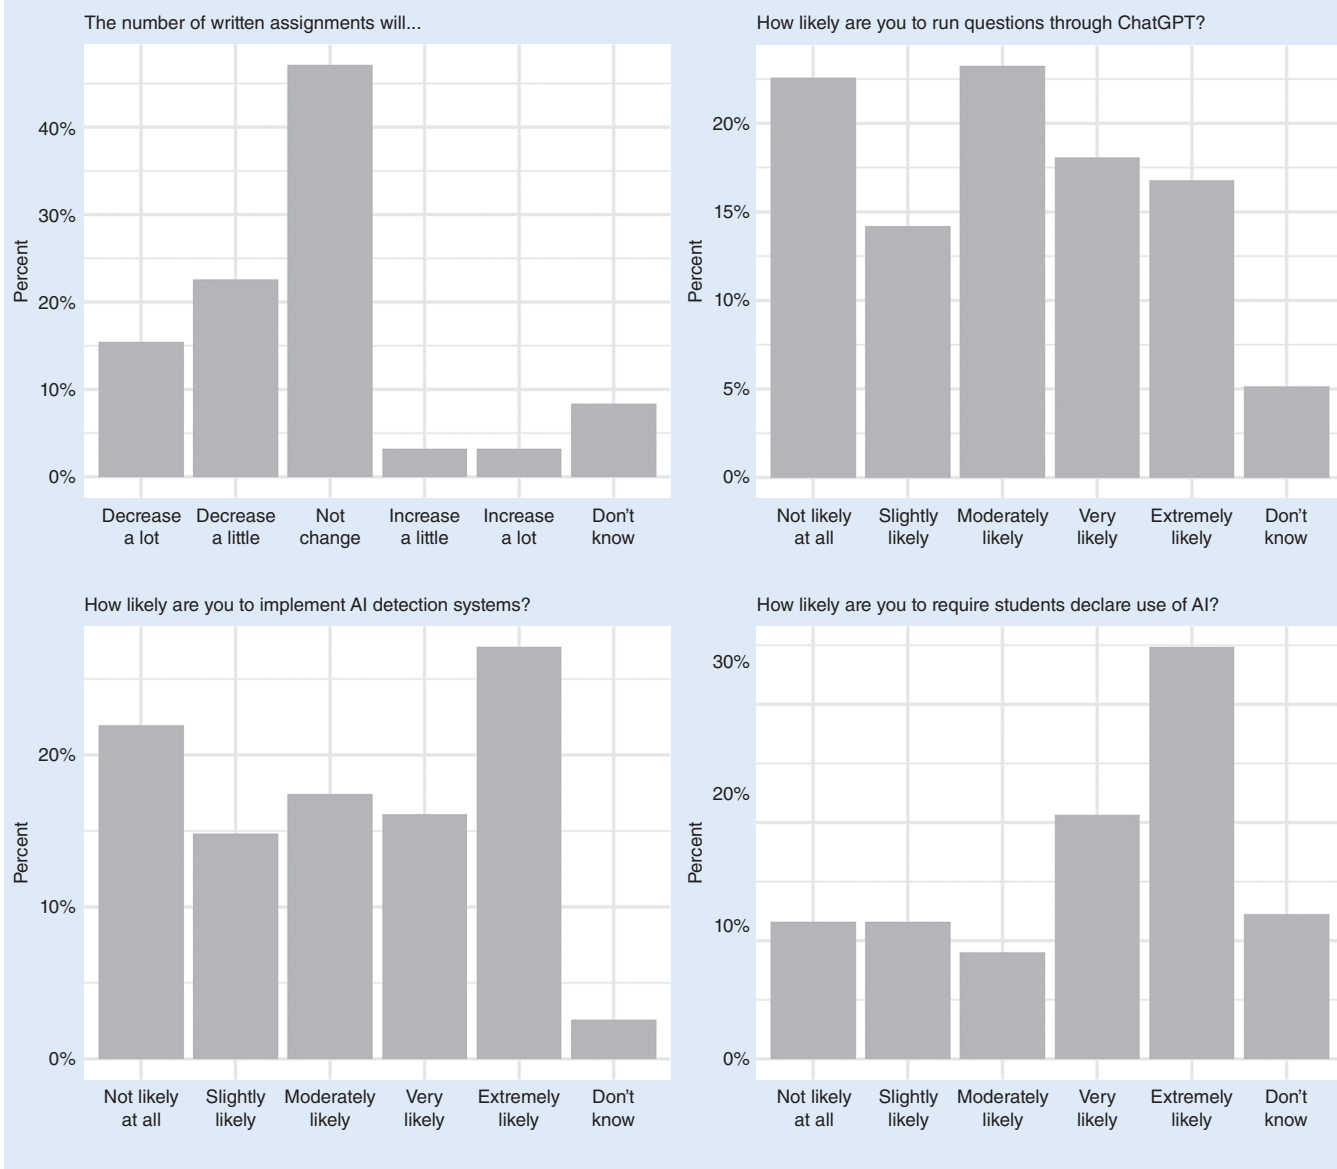 The number of written assignments will...
Percent
40%
30%
20%
10%
0%
Decrease a lot
Decrease a little
Not change
Increase a little
Increase a lot
Don't know
How likely are you to run questions through ChatGPT?
Percent
20%
15%
10%
5%
0%
Not likely at all
Slightly likely
Moderately likely
Very likely
Extremely likely
Don't know
How likely are you to implement AI detection systems?
Percent
20%
10%
0%
Not likely at all
Slightly likely
Moderately likely
Very likely
Extremely likely
Don't know
How likely are you to require students declare use of AI?
Percent
30%
20%
10%
0%
Not likely at all
Slightly likely
Moderately likely
Very likely
Extremely likely
Don't know